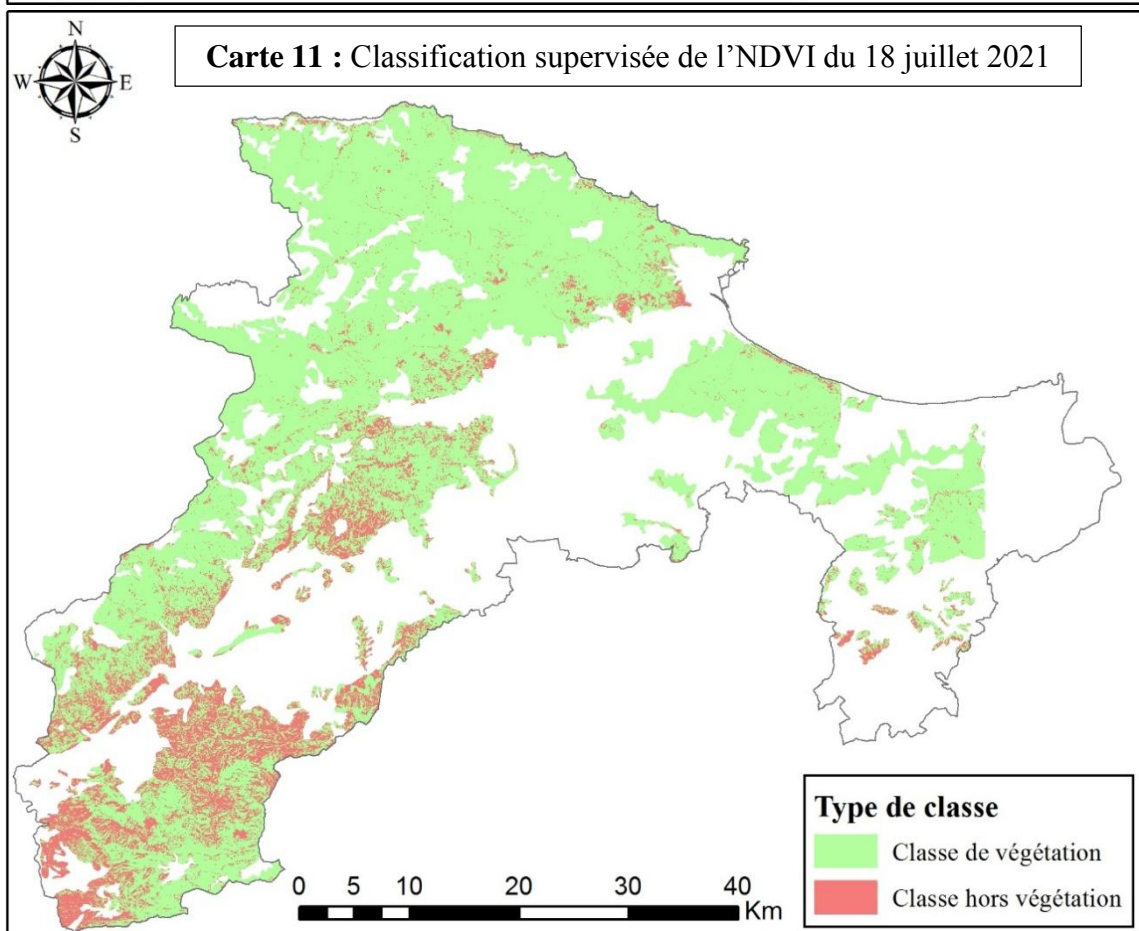 Carte 11 : Classification supervisée de l’NDVI du 18 juillet 2021
N
W E
S
Type de classe
Classe de végétation
Classe hors végétation
0 5 10 20 30 40
Km